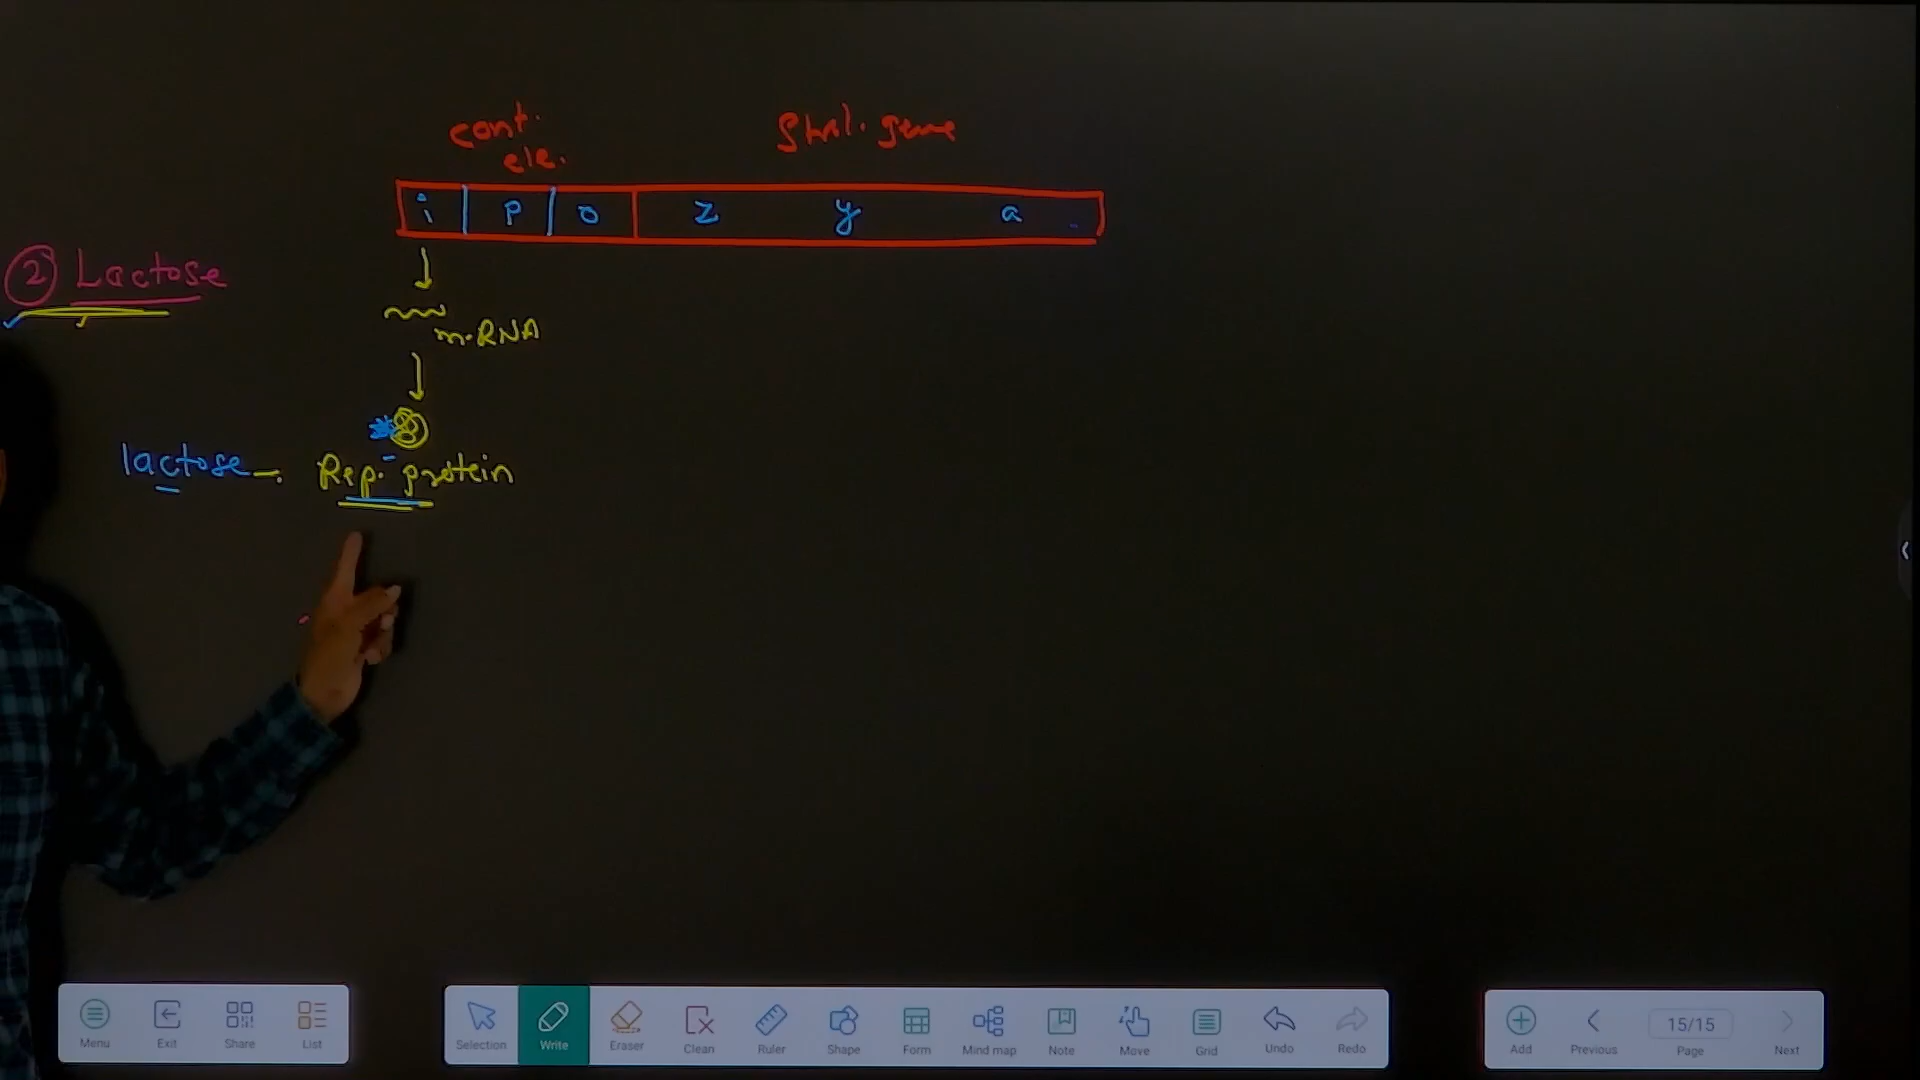 cont.
ele.
Stral. gene
i p o z y a
② Lactose
m.RNA
lactose
Rep. protein
Menu Exit Share List
Selection Write Eraser Clean Ruler Shape Form Mind map Note Move Grid Undo Redo
Add Previous 15/15 Page Next